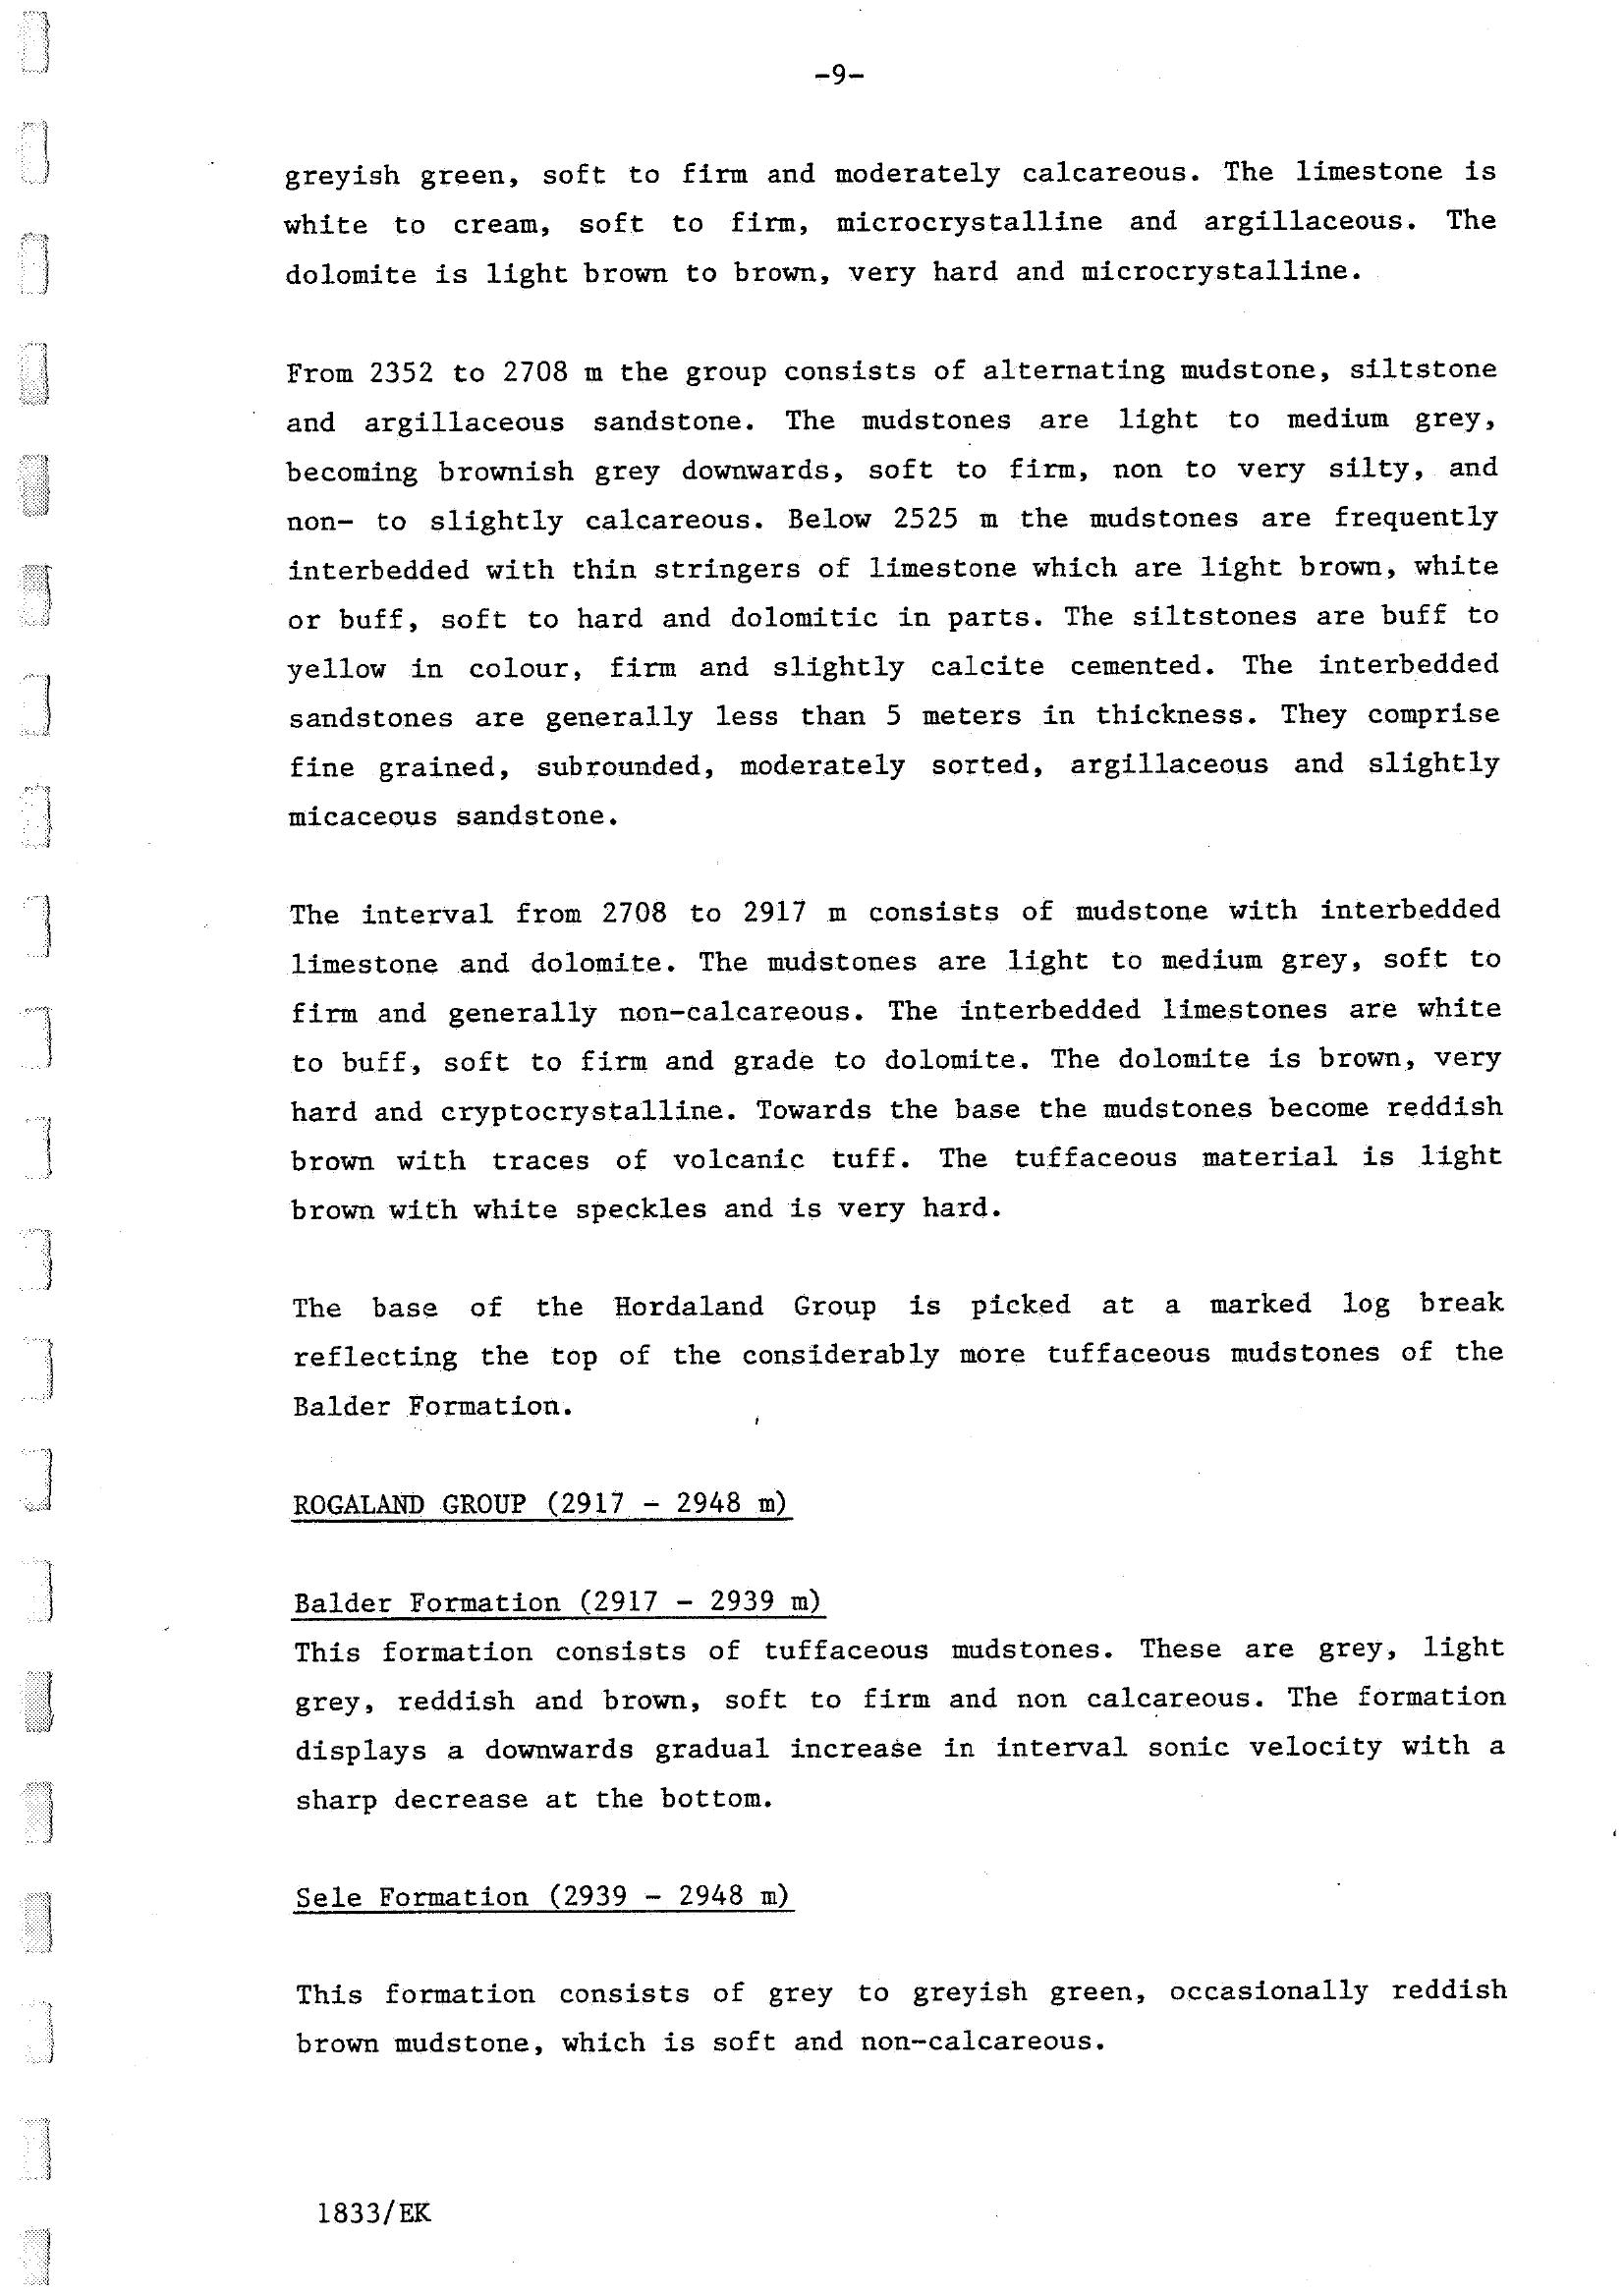 -9-
greyish green, soft to firm and moderately calcareous. The limestone is
white to cream, soft to firm, microcrystalline and argillaceous. The
dolomite is light brown to brown, very hard and microcrystalline.
From 2352 to 2708 m the group consists of alternating mudstone, siltstone
and argillaceous sandstone. The mudstones are light to medium grey,
becoming brownish grey downwards, soft to firm, non to very silty, and
non- to slightly calcareous. Below 2525 m the mudstones are frequently
interbedded with thin stringers of limestone which are light brown, white
or buff, soft to hard and dolomitic in parts. The siltstones are buff to
yellow in colour, firm and slightly calcite cemented. The interbedded
sandstones are generally less than 5 meters in thickness. They comprise
fine grained, subrounded, moderately sorted, argillaceous and slightly
micaceous sandstone.
The interval from 2708 to 2917 m consists of mudstone with interbedded
limestone and dolomite. The mudstones are light to medium grey, soft to
firm and generally non-calcareous. The interbedded limestones are white
to buff, soft to firm and grade to dolomite. The dolomite is brown, very
hard and cryptocrystalline. Towards the base the mudstones become reddish
brown with traces of volcanic tuff. The tuffaceous material is light
brown with white speckles and is very hard.
The base of the Hordaland Group is picked at a marked log break
reflecting the top of the considerably more tuffaceous mudstones of the
Balder Formation.
ROGALAND GROUP (2917 - 2948 m)
Balder Formation (2917 - 2939 m)
This formation consists of tuffaceous mudstones. These are grey, light
grey, reddish and brown, soft to firm and non calcareous. The formation
displays a downwards gradual increase in interval sonic velocity with a
sharp decrease at the bottom.
Sele Formation (2939 - 2948 m)
This formation consists of grey to greyish green, occasionally reddish
brown mudstone, which is soft and non-calcareous.
1833/EK